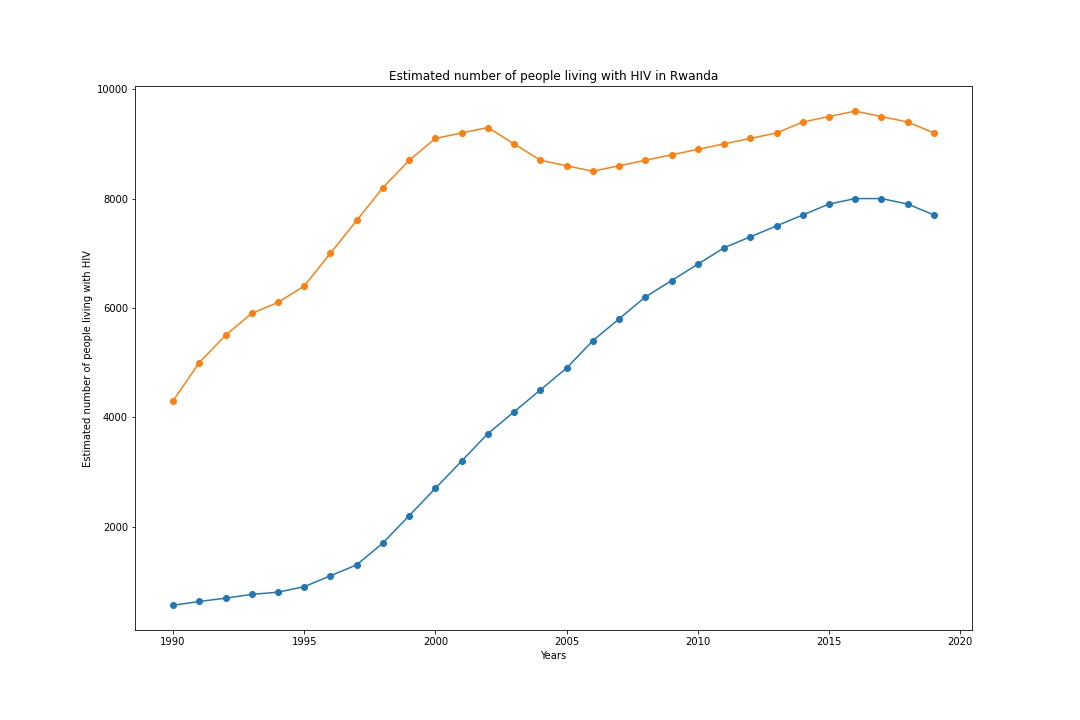 Estimated number of people living with HIV in Rwanda
10000
8000
6000
4000
2000
Estimated number of people living with HIV
1990 1995 2000 2005 2010 2015 2020
Years